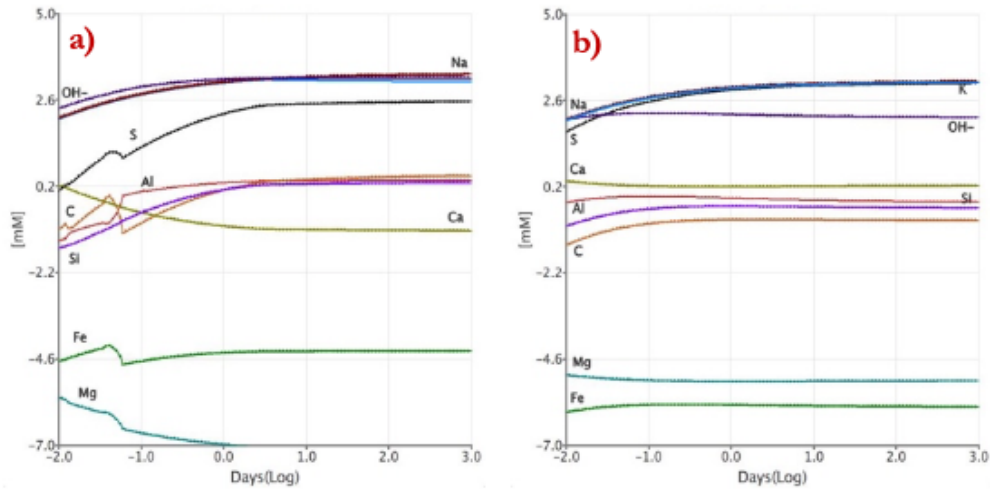 a)
5.0
2.6
0.2
-2.2
-4.6
-7.0
[mM]
OH-
Na
S
Al
C
Si
Ca
Fe
Mg
-2.0 -1.0 0.0 1.0 2.0 3.0
Days(Log)
b)
5.0
2.6
0.2
-2.2
-4.6
-7.0
[mM]
Na
K
S
OH-
Ca
Si
Al
C
Mg
Fe
-2.0 -1.0 0.0 1.0 2.0 3.0
Days(Log)